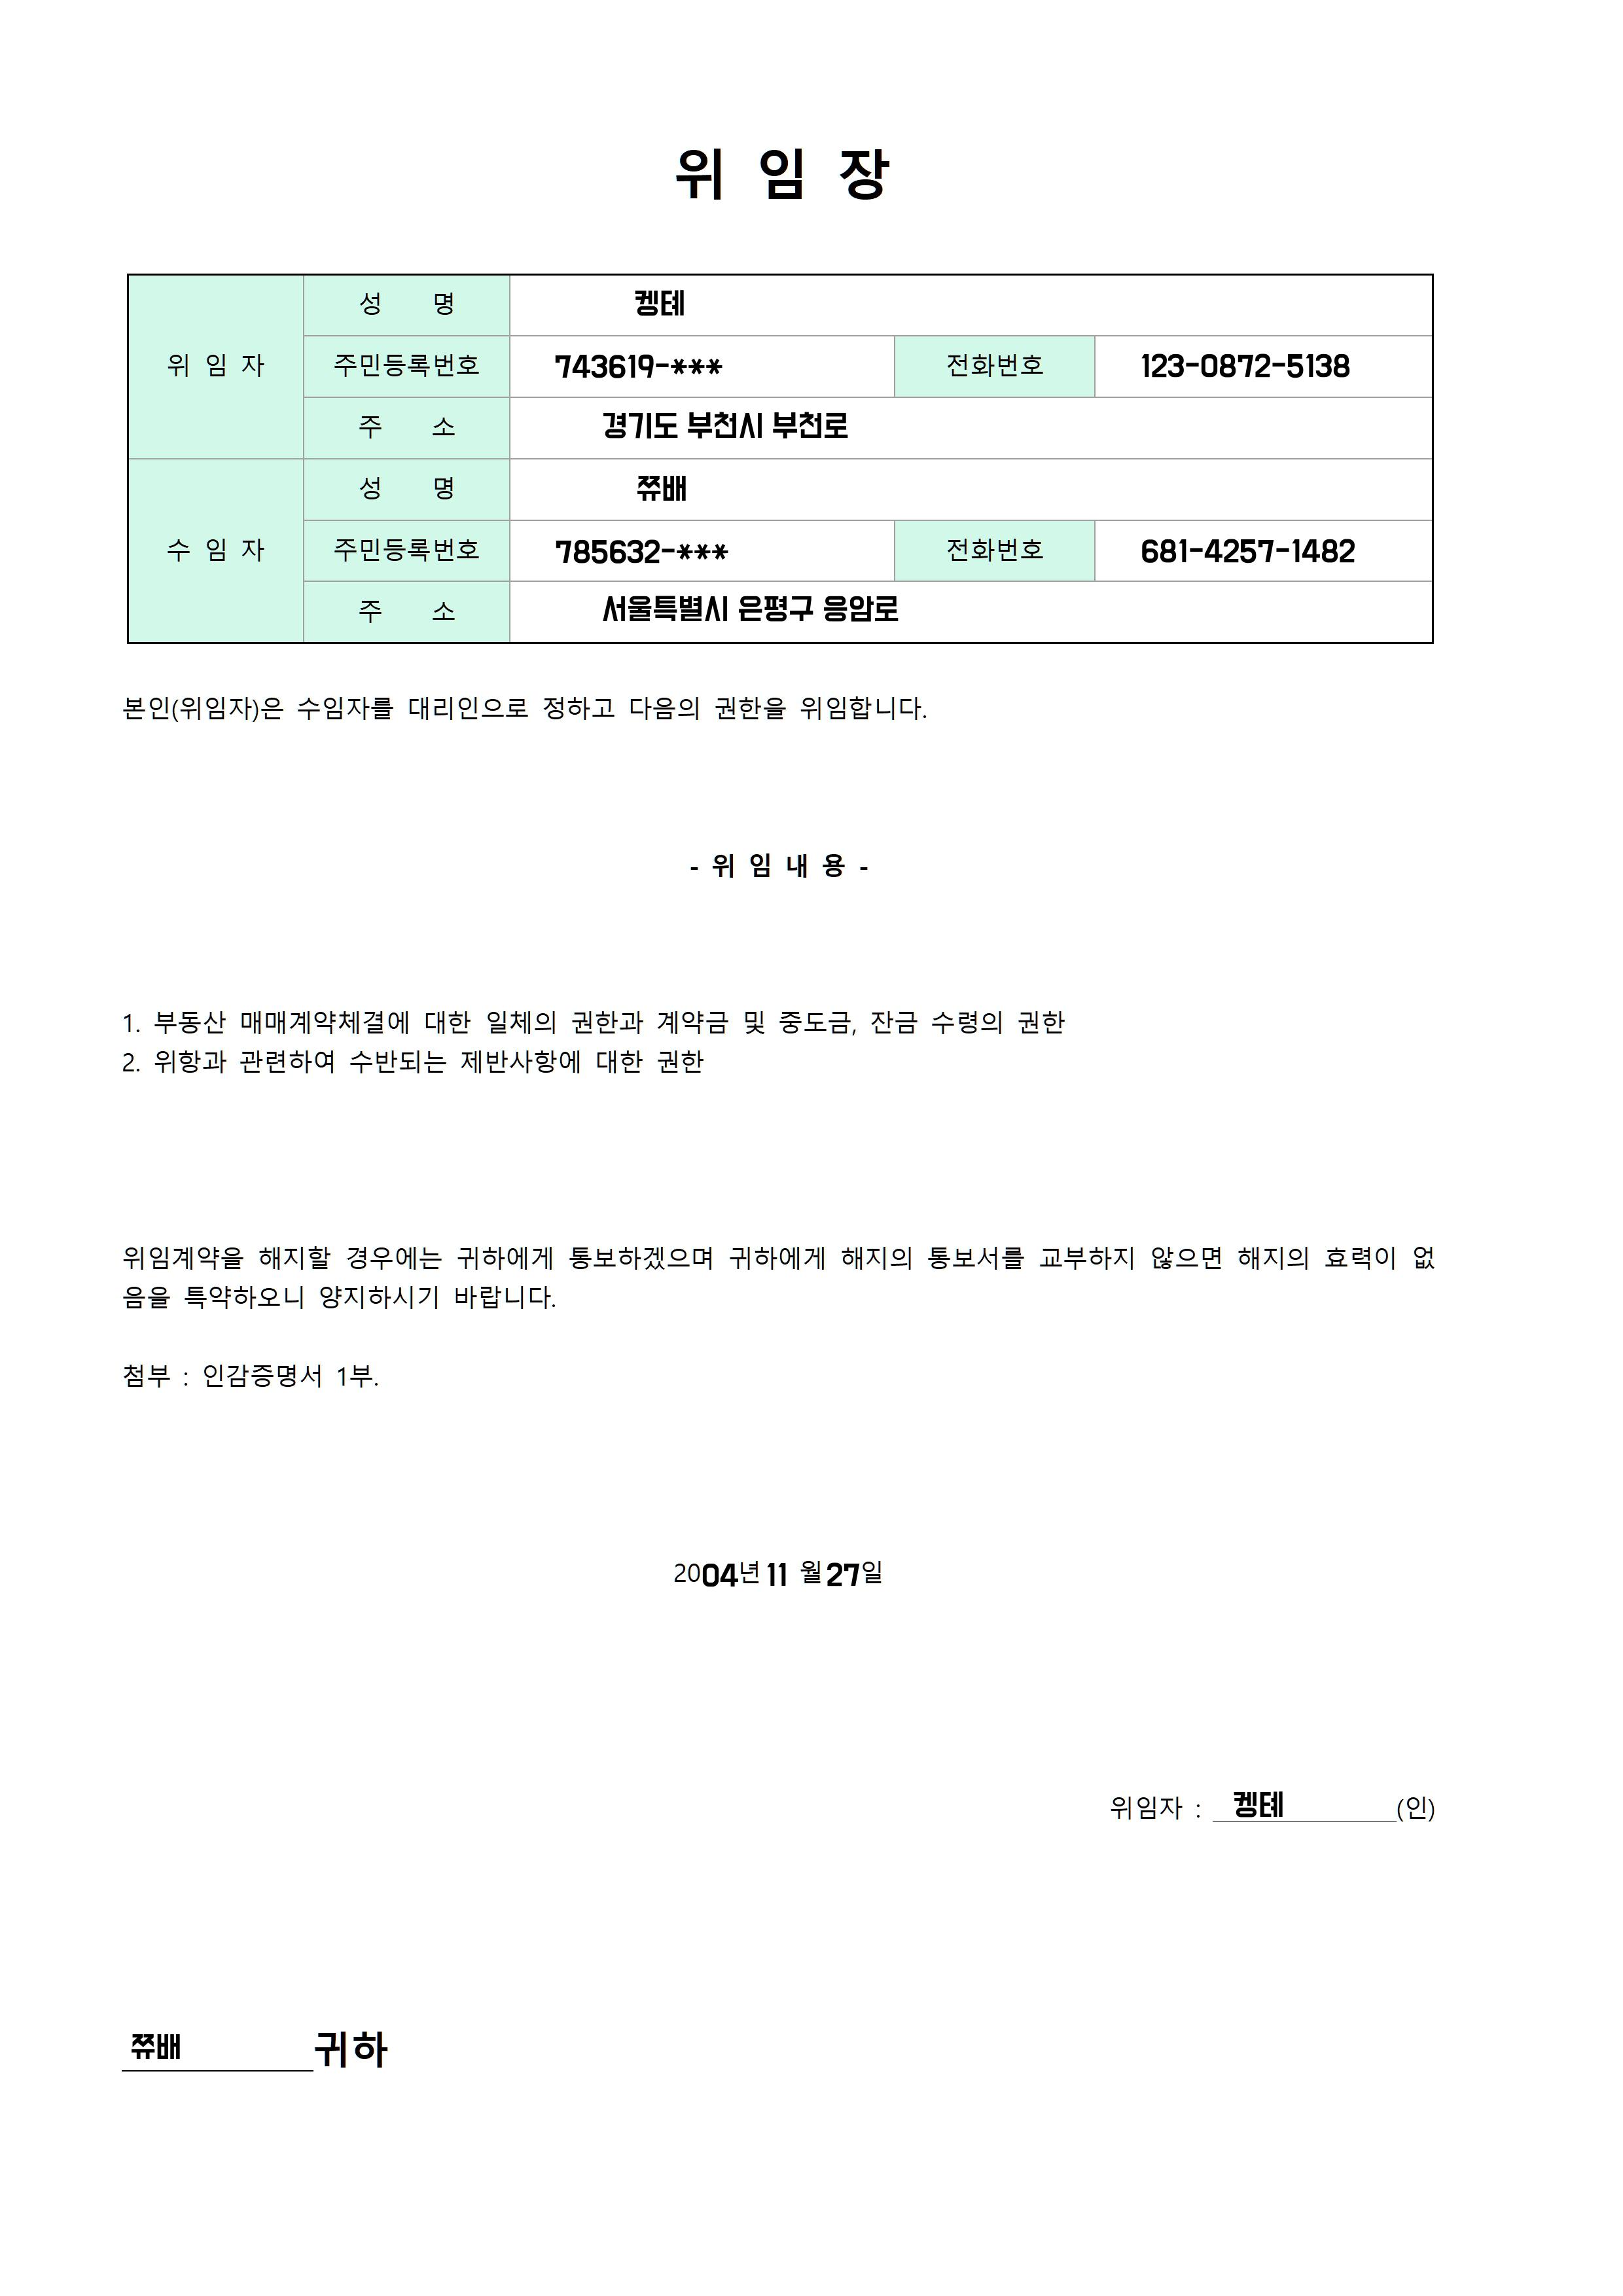 위 임 장
위 임 자
성 명 켕톄
주민등록번호 743619-*** 전화번호 123-0872-5138
주 소 경기도 부천시 부천로
수 임 자
성 명 쮸배
주민등록번호 785632-*** 전화번호 681-4257-1482
주 소 서울특별시 은평구 응암로
본인(위임자)은 수임자를 대리인으로 정하고 다음의 권한을 위임합니다.
- 위 임 내 용 -
1. 부동산 매매계약체결에 대한 일체의 권한과 계약금 및 중도금, 잔금 수령의 권한
2. 위항과 관련하여 수반되는 제반사항에 대한 권한
위임계약을 해지할 경우에는 귀하에게 통보하겠으며 귀하에게 해지의 통보서를 교부하지 않으면 해지의 효력이 없
음을 특약하오니 양지하시기 바랍니다.
첨부 : 인감증명서 1부.
2004년 11 월 27일
위임자 : 켕톄 (인)
쮸배 귀하